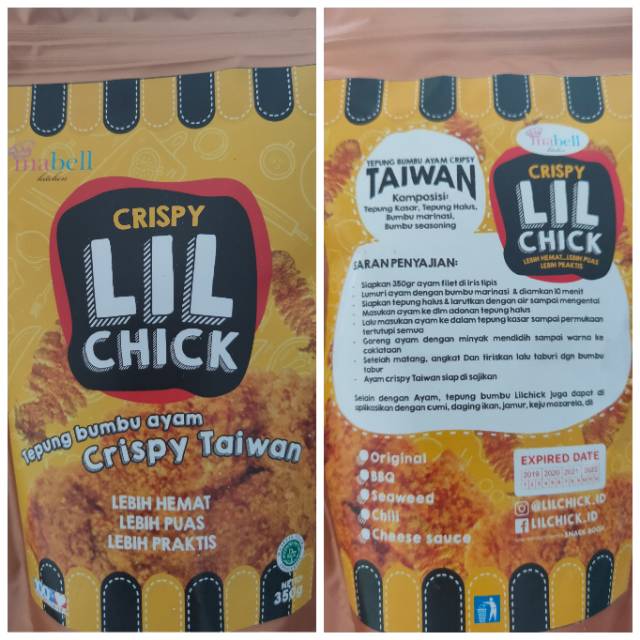 mabell
kitchen
CRISPY
LIL
CHICK
Tepung bumbu ayam
Crispy Taiwan
LEBIH HEMAT
LEBIH PUAS
LEBIH PRAKTIS
NETTO
350g
mabell
kitchen
TEPUNG BUMBU AYAM CRIPSY
TAIWAN
Komposisi:
Tepung Kasar, Tepung Halus,
Bumbu marinasi,
Bumbu seasoning
CRISPY
LIL
CHICK
LEBIH HEMAT...LEBIH PUAS
LEBIH PRAKTIS
SARAN PENYAJIAN:
- Siapkan 350gr ayam filet di iris tipis
- Lumuri ayam dengan bumbu marinasi & diamkan 10 menit
- Siapkan tepung halus & larutkan dengan air sampai mengental
- Masukan ayam ke dlm adonan tepung halus
- Lalu masukan ayam ke dalam tepung kasar sampai permukaan
tertutupi semua
- Goreng ayam dengan minyak mendidih sampai warna ke
coklataan
- Setelah matang, angkat Dan tiriskan lalu taburi dgn bumbu
tabur
- Ayam crispy Taiwan siap di sajikan
Selain dengan Ayam, tepung bumbu Lilchick juga dapat di
aplikasikan dengan cumi, daging ikan, jamur, keju mozarela, dll
Original
BBQ
Seaweed
Chili
Cheese sauce
EXPIRED DATE
2019 2020 2021 2022
@LILCHICK.ID
LILCHICK.ID